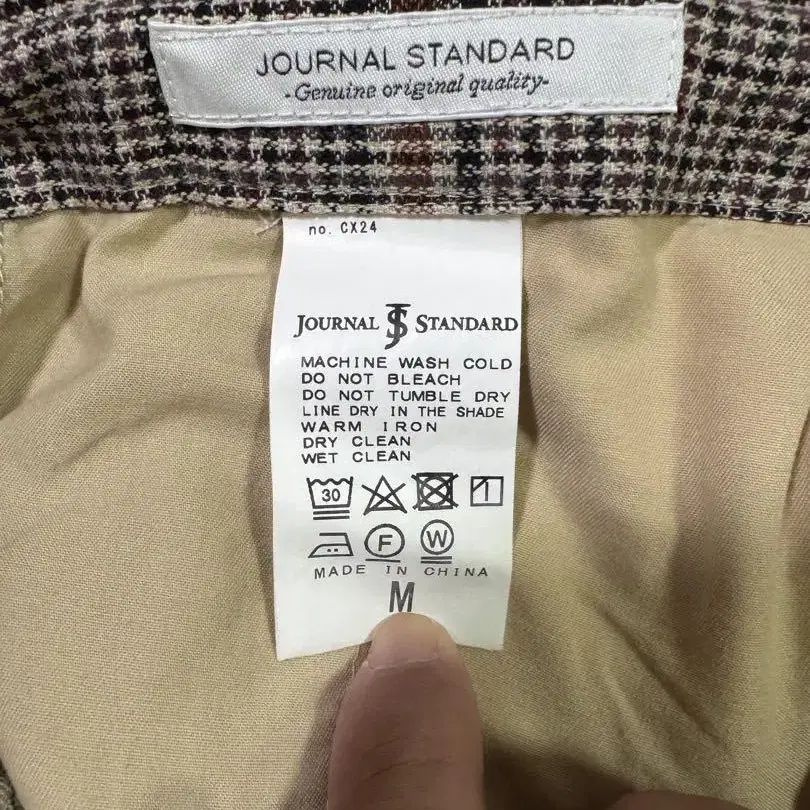 JOURNAL STANDARD
-Genuine original quality-
no. CX24
JOURNAL JS STANDARD
MACHINE WASH COLD
DO NOT BLEACH
DO NOT TUMBLE DRY
LINE DRY IN THE SHADE
WARM IRON
DRY CLEAN
WET CLEAN
30
F W
MADE IN CHINA
M